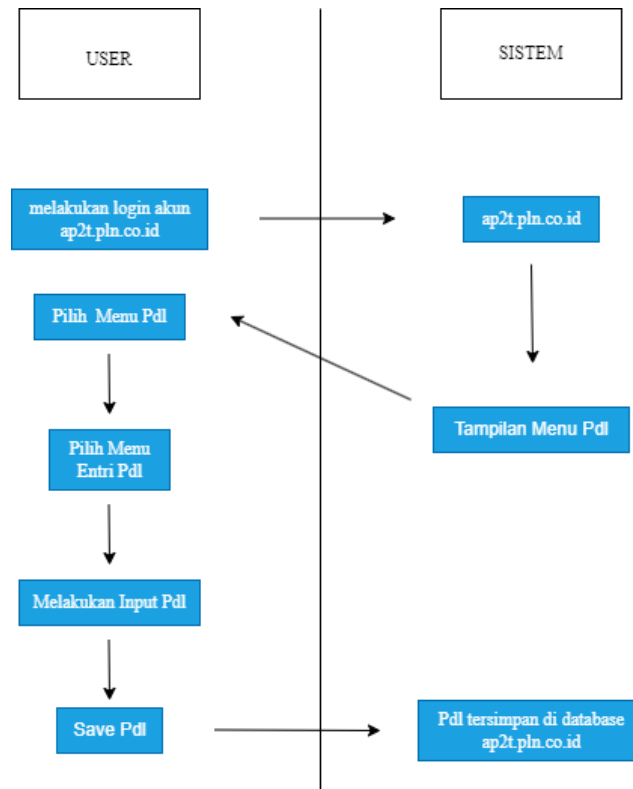 USER
SISTEM
melakukan login akun
ap2t.pln.co.id
ap2t.pln.co.id
Pilih Menu Pdl
Tampilan Menu Pdl
Pilih Menu
Entri Pdl
Melakukan Input Pdl
Save Pdl
Pdl tersimpan di database
ap2t.pln.co.id